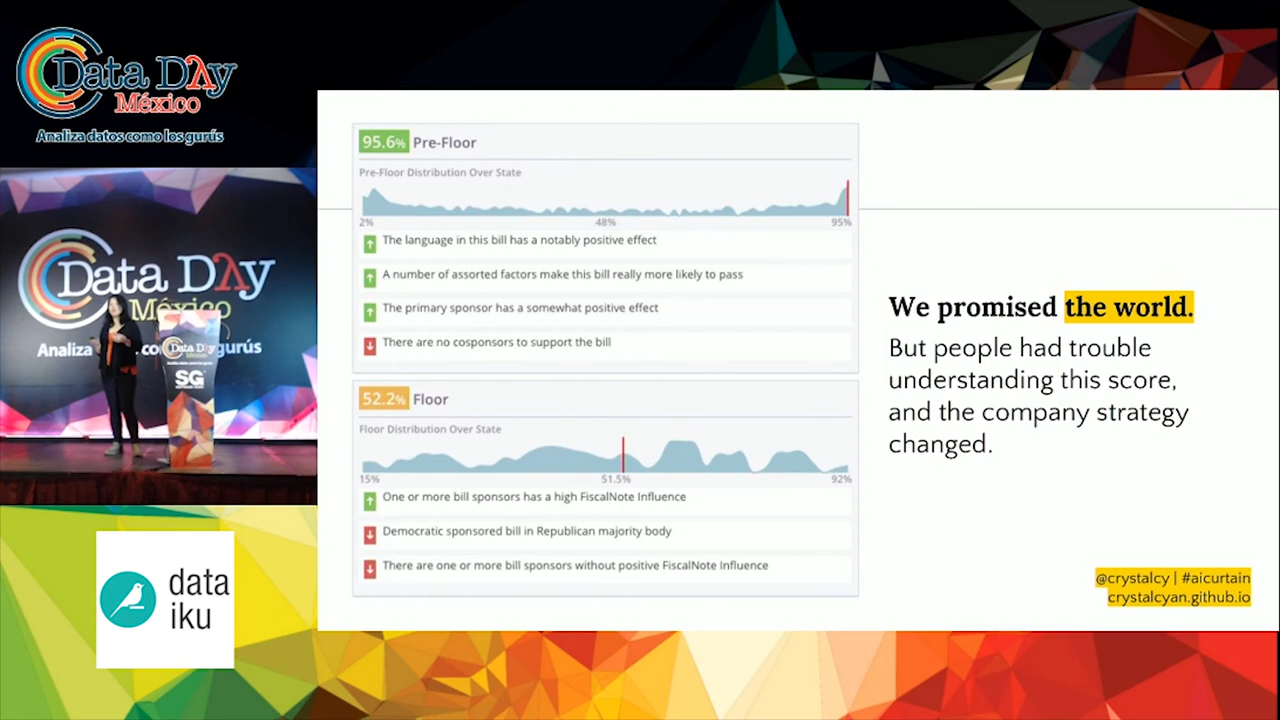 Data Day
México
Analiza datos como los gurús
Data Day
México
Analiza
gurús
Data Day
México
SG
data
iku
95.6% Pre-Floor
Pre-Floor Distribution Over State
2% 48% 95%
The language in this bill has a notably positive effect
A number of assorted factors make this bill really more likely to pass
The primary sponsor has a somewhat positive effect
There are no cosponsors to support the bill
52.2% Floor
Floor Distribution Over State
15% 51.5% 92%
One or more bill sponsors has a high FiscalNote Influence
Democratic sponsored bill in Republican majority body
There are one or more bill sponsors without positive FiscalNote Influence
We promised the world.
But people had trouble
understanding this score,
and the company strategy
changed.
@crystalcy | #aicurtain
crystalcyan.github.io